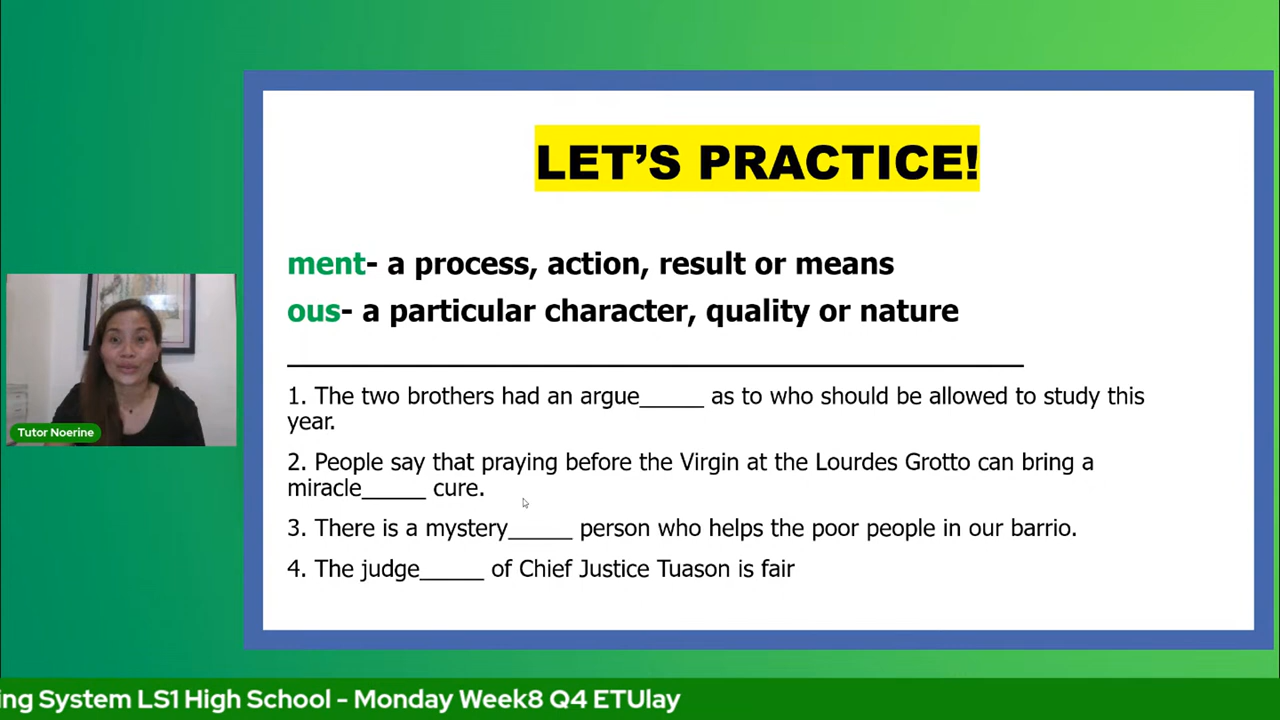 LET'S PRACTICE!
ment- a process, action, result or means
ous- a particular character, quality or nature
1. The two brothers had an argue_____ as to who should be allowed to study this
year.
2. People say that praying before the Virgin at the Lourdes Grotto can bring a
miracle_____ cure.
3. There is a mystery_____ person who helps the poor people in our barrio.
4. The judge_____ of Chief Justice Tuason is fair
Tutor Noerine
ing System LS1 High School - Monday Week8 Q4 ETUlay